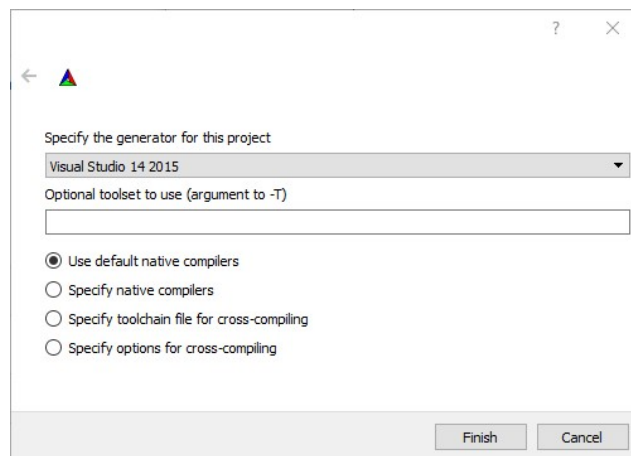 ?
Specify the generator for this project
Visual Studio 14 2015
Optional toolset to use (argument to -T)
Use default native compilers
Specify native compilers
Specify toolchain file for cross-compiling
Specify options for cross-compiling
Finish Cancel